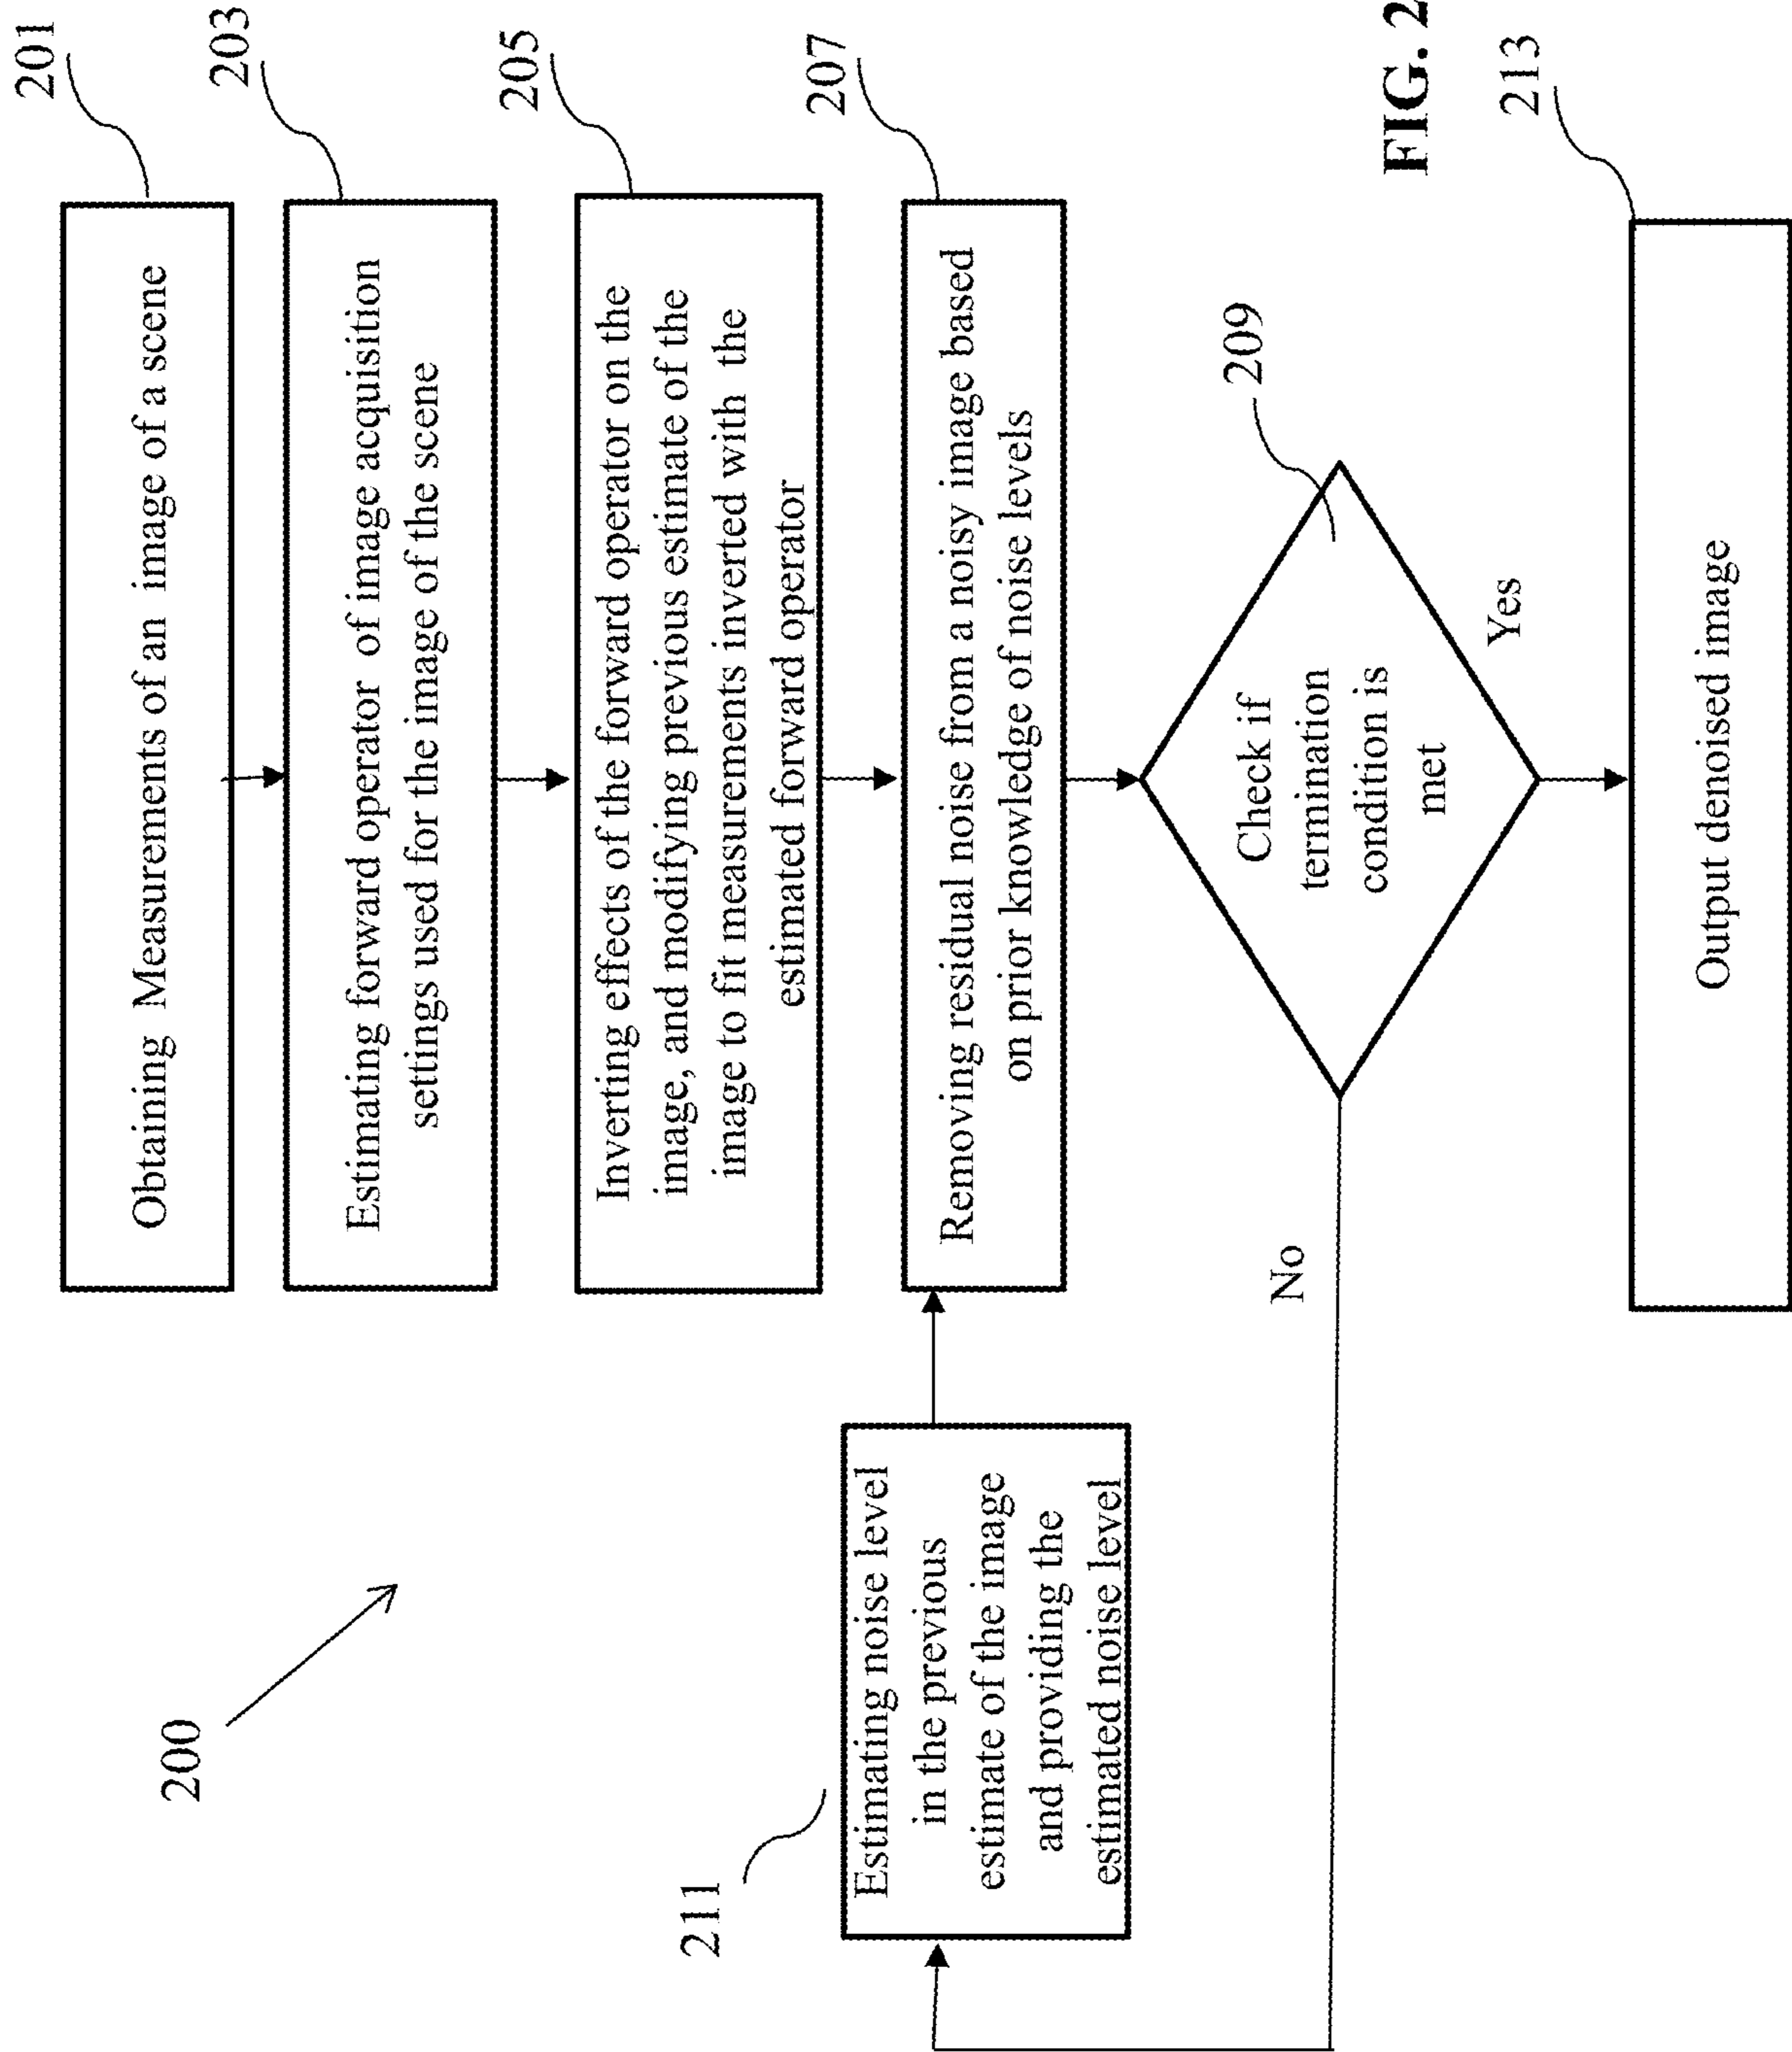 201
Obtaining Measurements of an image of a scene
203
Estimating forward operator of image acquisition
settings used for the image of the scene
205
Inverting effects of the forward operator on the
image, and modifying previous estimate of the
image to fit measurements inverted with the
estimated forward operator
207
Removing residual noise from a noisy image based
on prior knowledge of noise levels
200
211
Estimating noise level
in the previous
estimate of the image
and providing the
estimated noise level
209
Check if
termination
condition is
met
No
Yes
FIG. 2
213
Output denoised image